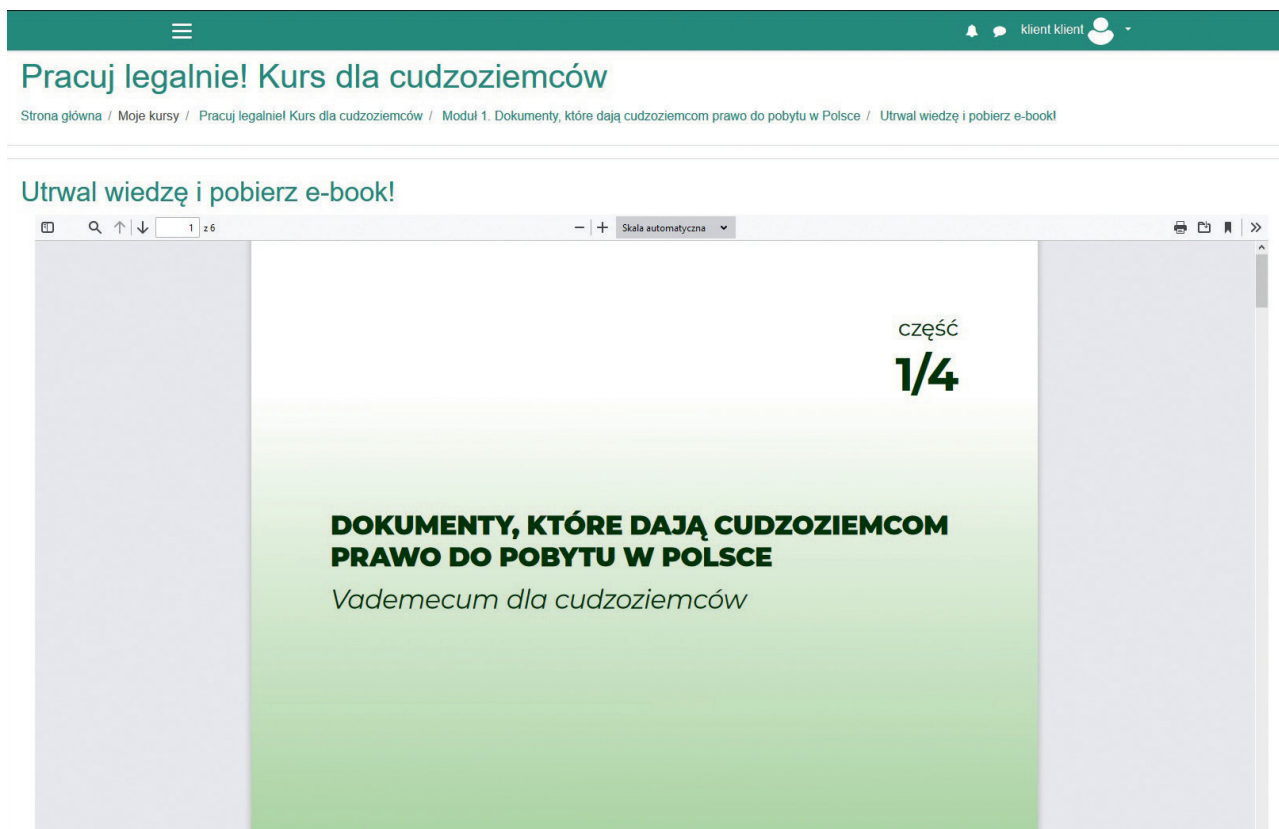 klient klient
Pracuj legalnie! Kurs dla cudzoziemców
Strona główna / Moje kursy / Pracuj legalnie! Kurs dla cudzoziemców / Moduł 1. Dokumenty, które dają cudzoziemcom prawo do pobytu w Polsce / Utrwal wiedzę i pobierz e-book!
Utrwal wiedzę i pobierz e-book!
1 z 6
Skala automatyczna
część
1/4
DOKUMENTY, KTÓRE DAJĄ CUDZOZIEMCOM
PRAWO DO POBYTU W POLSCE
Vademecum dla cudzoziemców